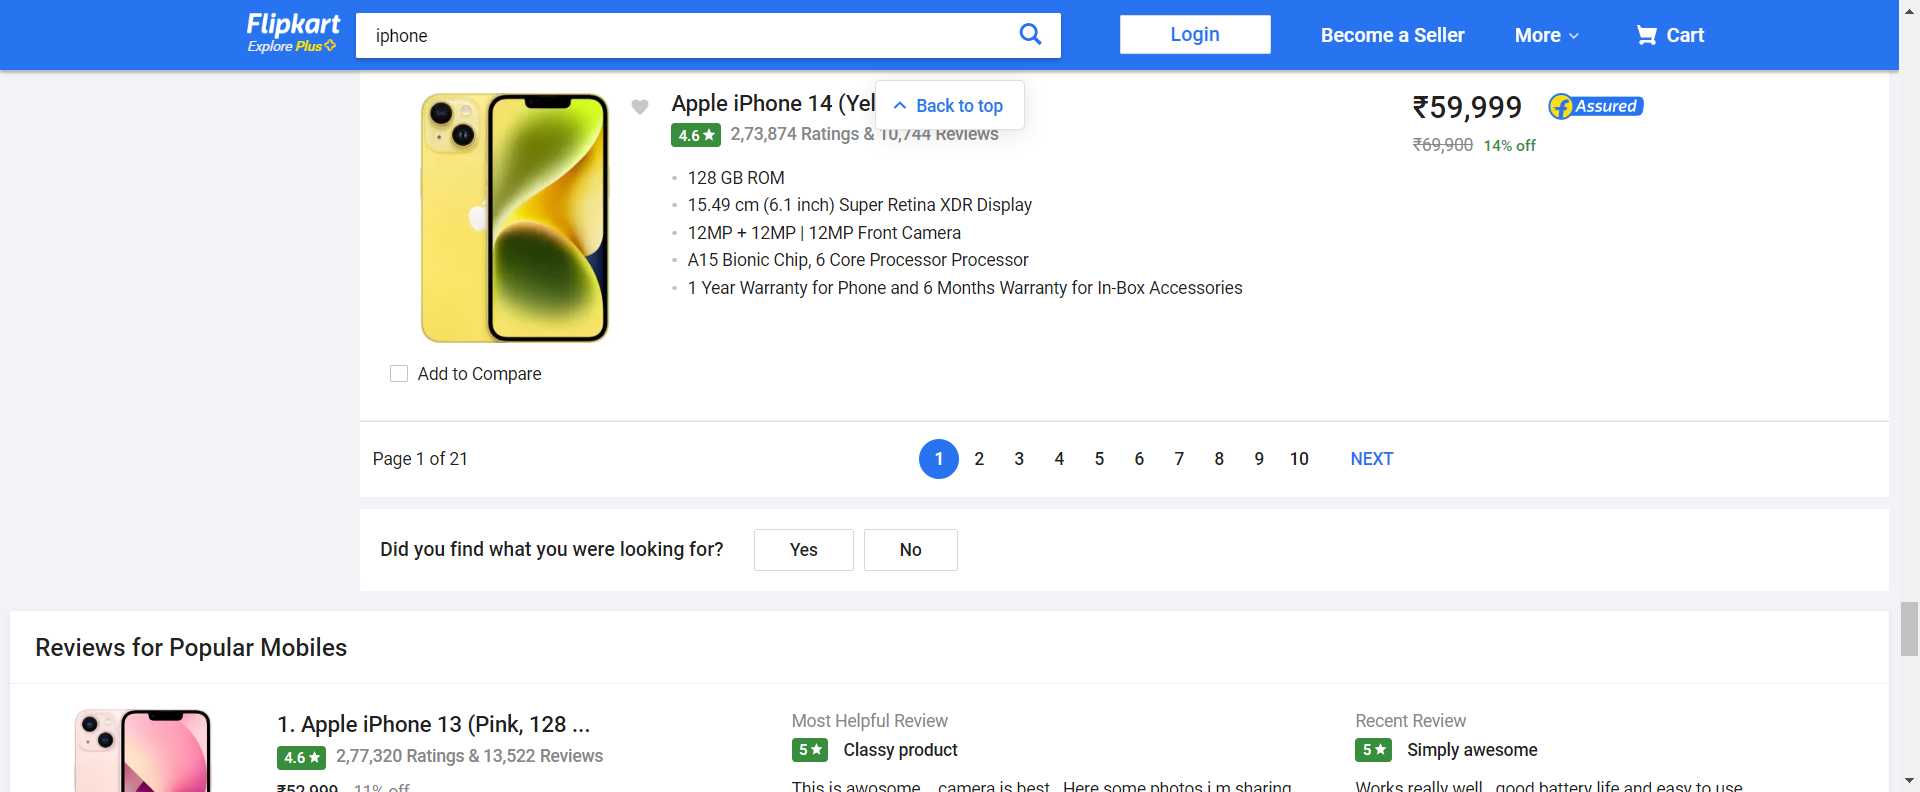 Flipkart
Explore Plus
iphone
Login
Become a Seller
More
Cart
Apple iPhone 14 (Yel
Back to top
₹59,999
Assured
4.6
2,73,874 Ratings & 10,744 Reviews
₹69,900 14% off
128 GB ROM
15.49 cm (6.1 inch) Super Retina XDR Display
12MP + 12MP | 12MP Front Camera
A15 Bionic Chip, 6 Core Processor Processor
1 Year Warranty for Phone and 6 Months Warranty for In-Box Accessories
Add to Compare
Page 1 of 21
1 2 3 4 5 6 7 8 9 10 NEXT
Did you find what you were looking for?
Yes
No
Reviews for Popular Mobiles
1. Apple iPhone 13 (Pink, 128 ...
4.6
2,77,320 Ratings & 13,522 Reviews
₹52,999 11% off
Most Helpful Review
5 Classy product
This is awosome... camera is best.. Here some photos i m sharing
Recent Review
5 Simply awesome
Works really well.. good battery life and easy to use